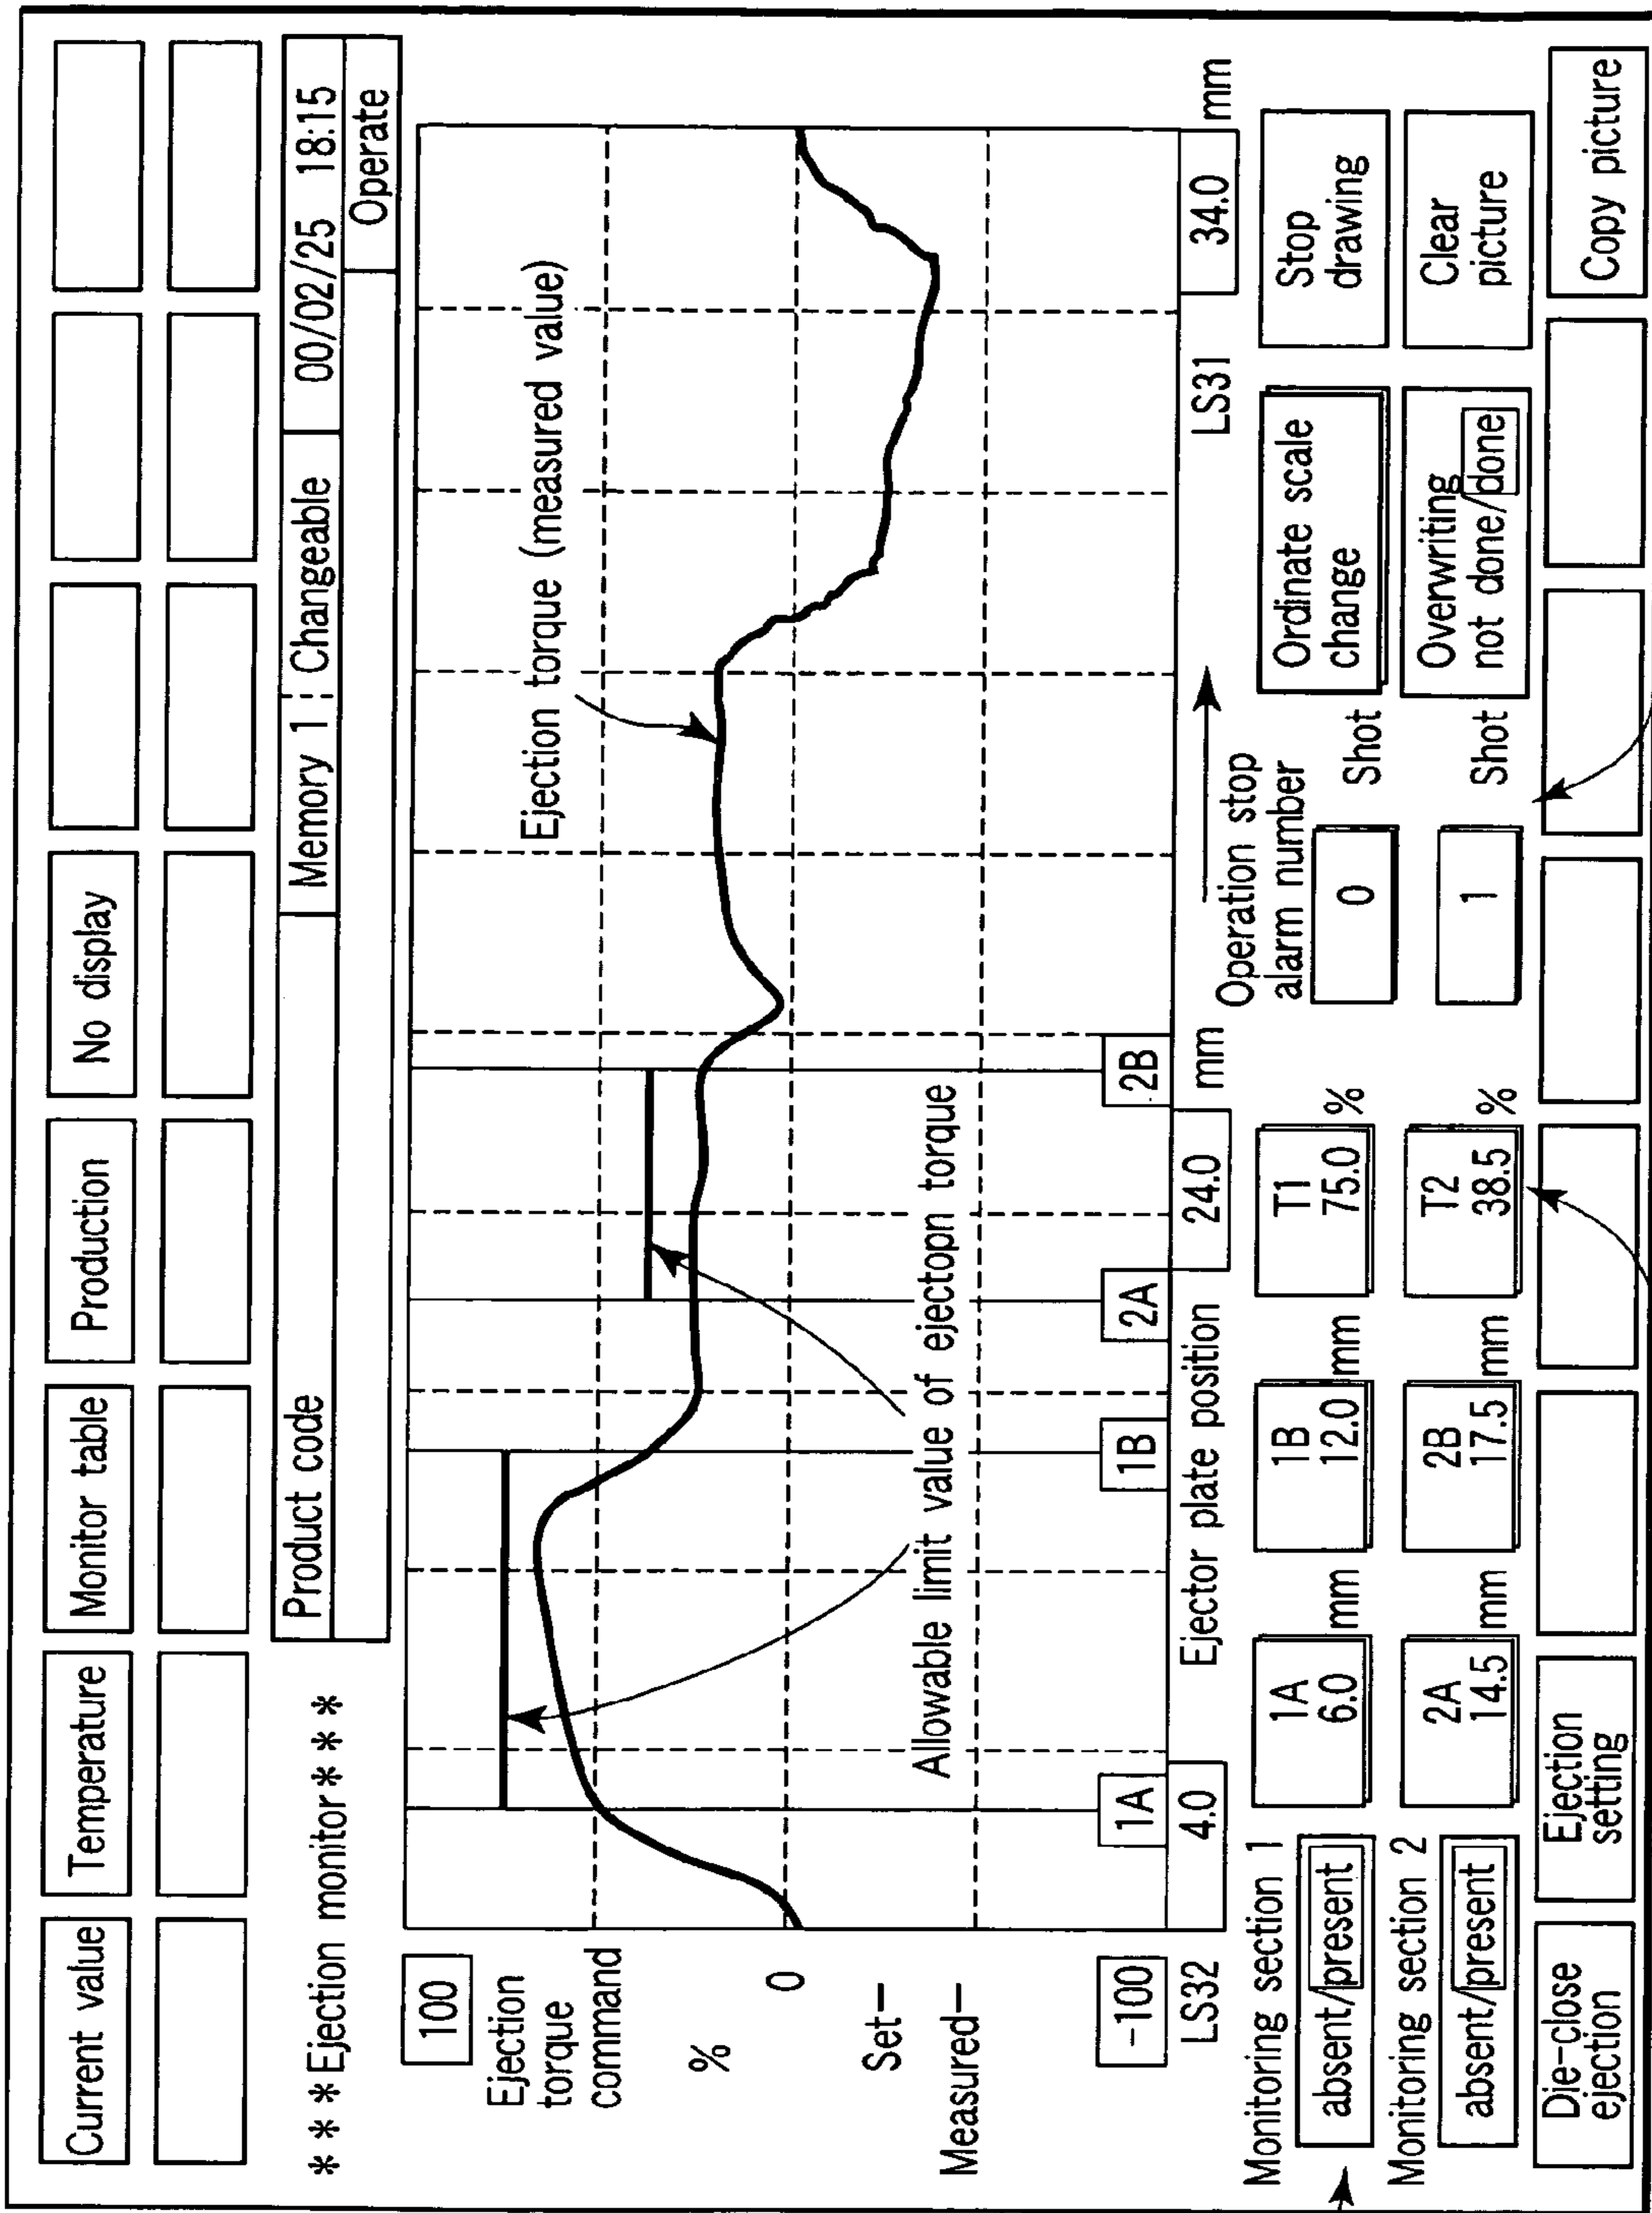 Current value
Temperature
Monitor table
Production
No display
* * * Ejection monitor * * *
Product code
Memory 1
Changeable
00/02/25 18:15
Operate
100
Ejection
torque
command
%
0
Set—
Measured—
-100
Ejection torque (measured value)
Allowable limit value of ejectopn torque
1A
1B
2A
2B
LS32
4.0
Ejector plate position
24.0
mm
LS31
34.0
mm
Monitoring section 1
absent/present
1A
6.0
mm
1B
12.0
mm
T1
75.0
%
Operation stop
alarm number
0
Shot
Ordinate scale
change
Stop
drawing
Monitoring section 2
absent/present
2A
14.5
mm
2B
17.5
mm
T2
38.5
%
1
Shot
Overwriting
not done/done
Clear
picture
Die-close
ejection
Ejection
setting
Copy picture